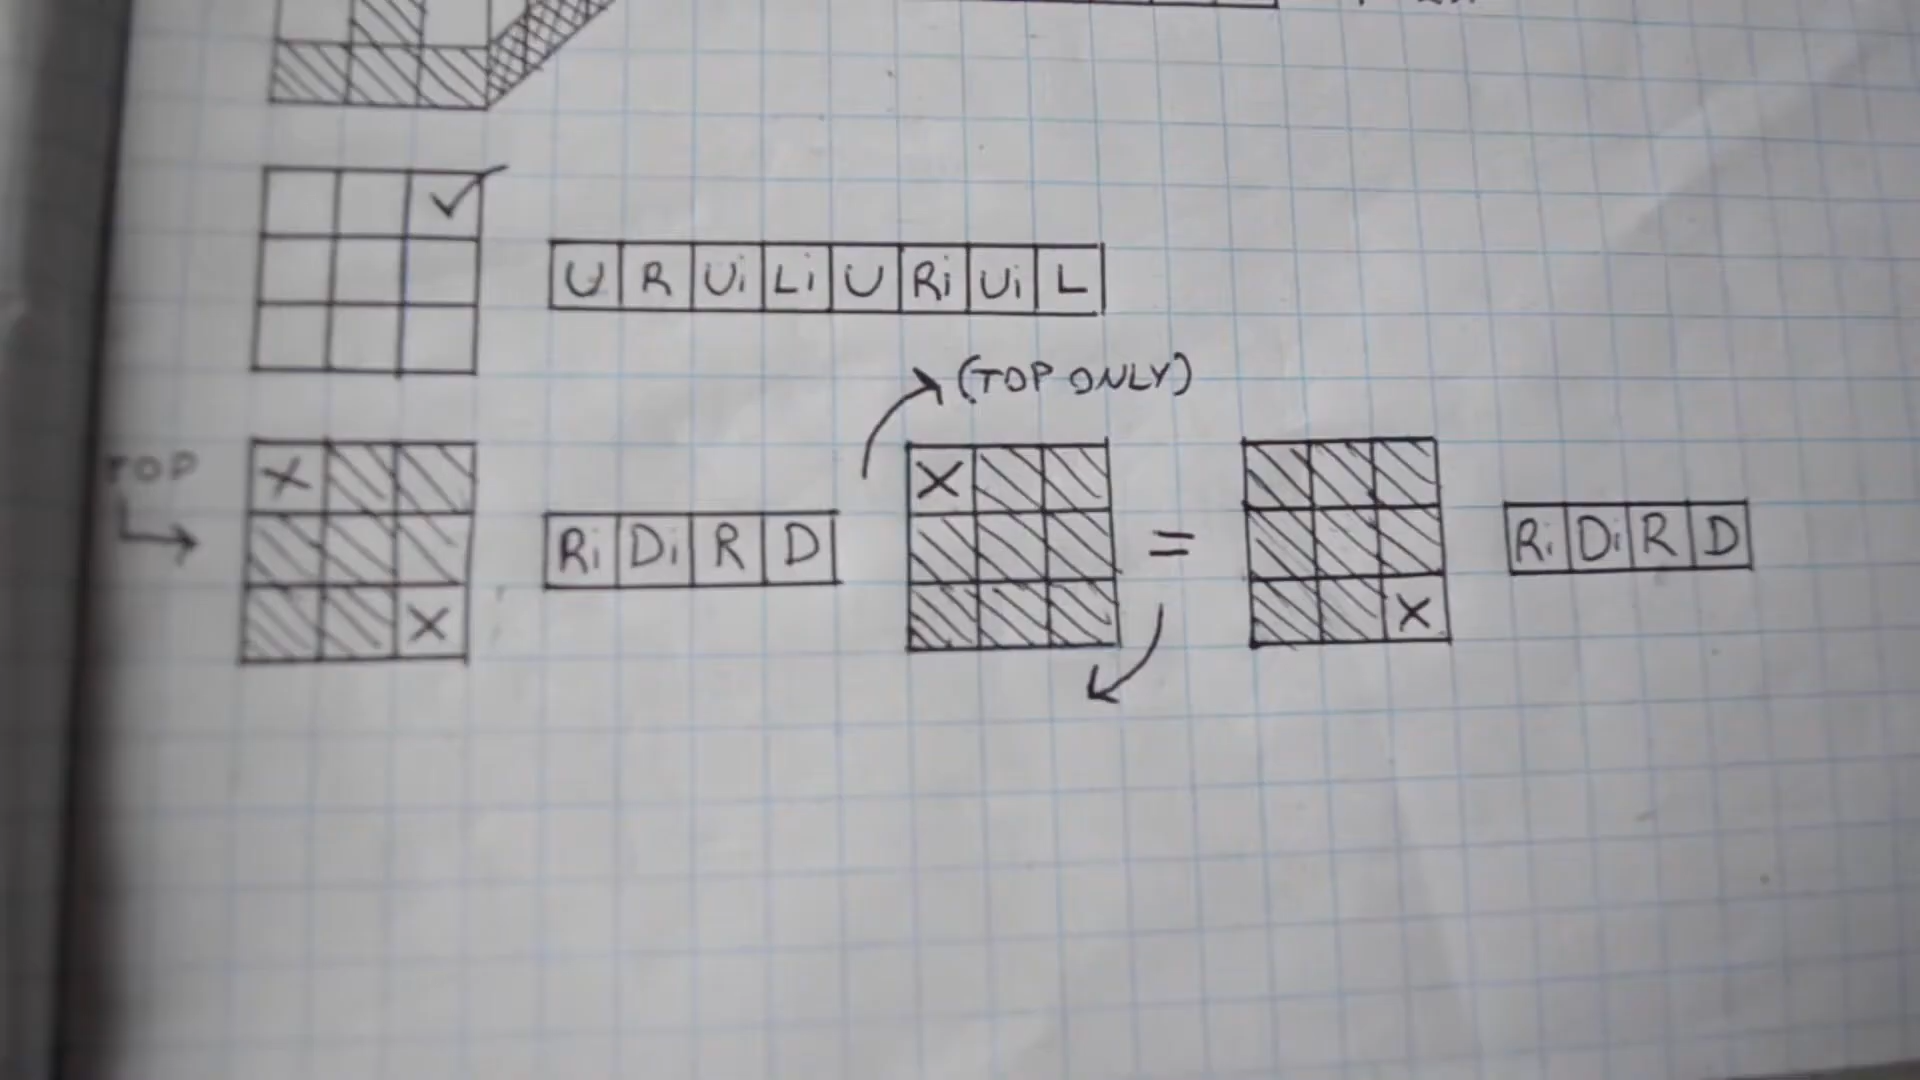 U R Ui Li U Ri Ui L
(TOP ONLY)
TOP
X
X
Ri Di R D
X
=
X
Ri Di R D